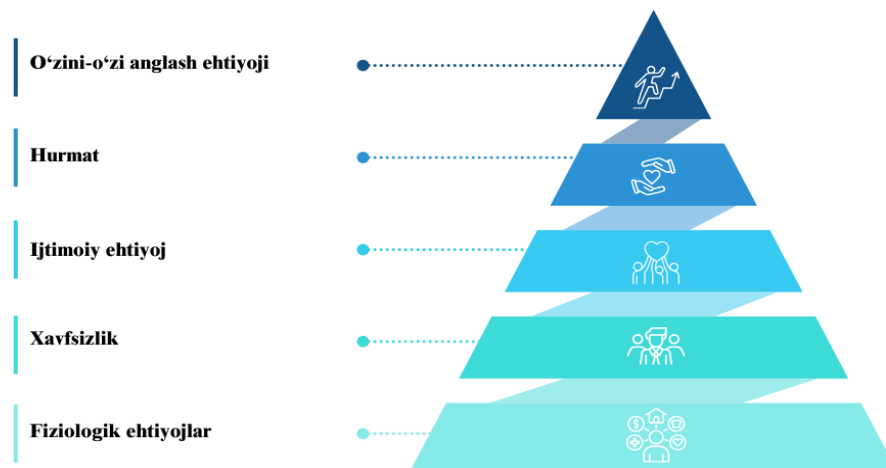 O‘zini-o‘zi anglash ehtiyoji
Hurmat
Ijtimoiy ehtiyoj
Xavfsizlik
Fiziologik ehtiyojlar
$